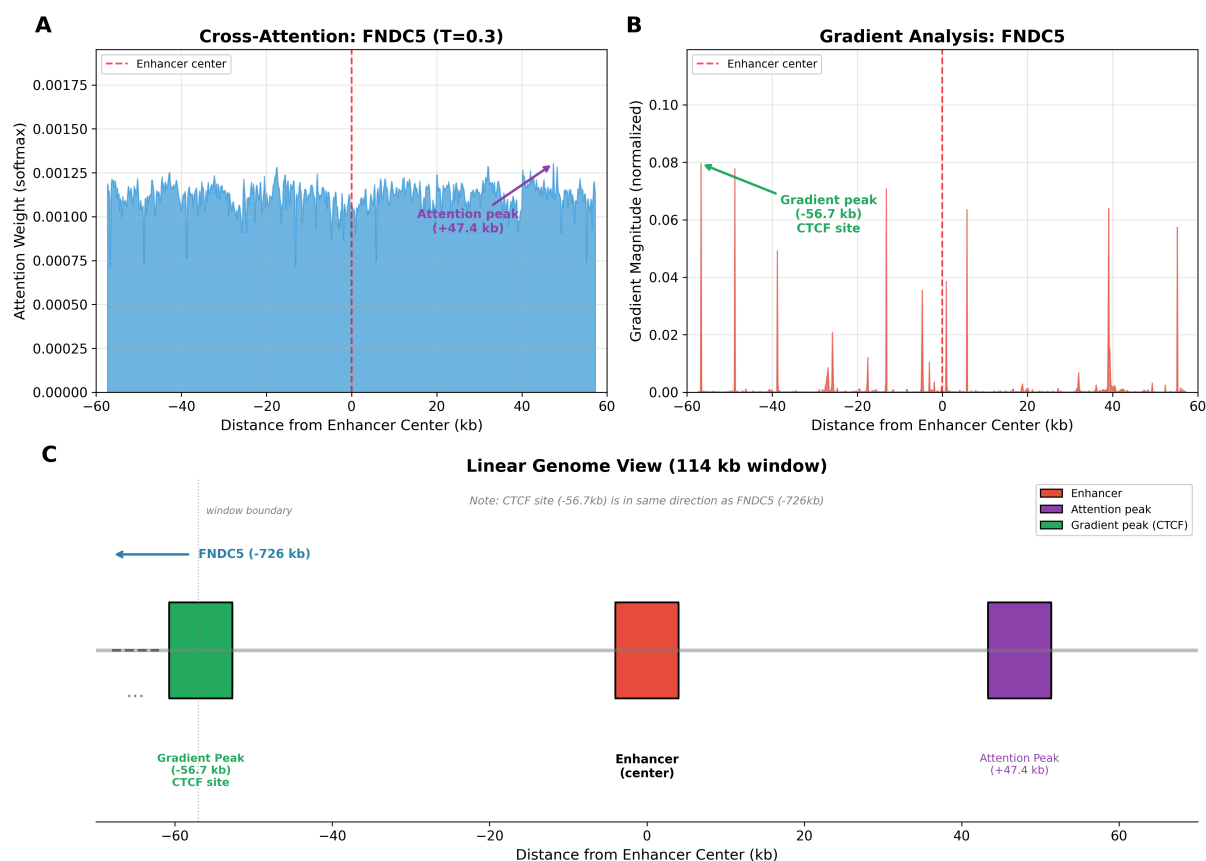 A
Cross-Attention: FNDC5 (T=0.3)
Enhancer center
Attention Weight (softmax)
0.00175
0.00150
0.00125
0.00100
0.00075
0.00050
0.00025
0.00000
Attention peak
(+47.4 kb)
−60 −40 −20 0 20 40 60
Distance from Enhancer Center (kb)
B
Gradient Analysis: FNDC5
Enhancer center
Gradient Magnitude (normalized)
0.10
0.08
0.06
0.04
0.02
0.00
Gradient peak
(-56.7 kb)
CTCF site
−60 −40 −20 0 20 40 60
Distance from Enhancer Center (kb)
C
Linear Genome View (114 kb window)
Note: CTCF site (-56.7kb) is in same direction as FNDC5 (-726kb)
Enhancer
Attention peak
Gradient peak (CTCF)
window boundary
FNDC5 (-726 kb)
...
Gradient Peak
(-56.7 kb)
CTCF site
Enhancer
(center)
Attention Peak
(+47.4 kb)
−60 −40 −20 0 20 40 60
Distance from Enhancer Center (kb)